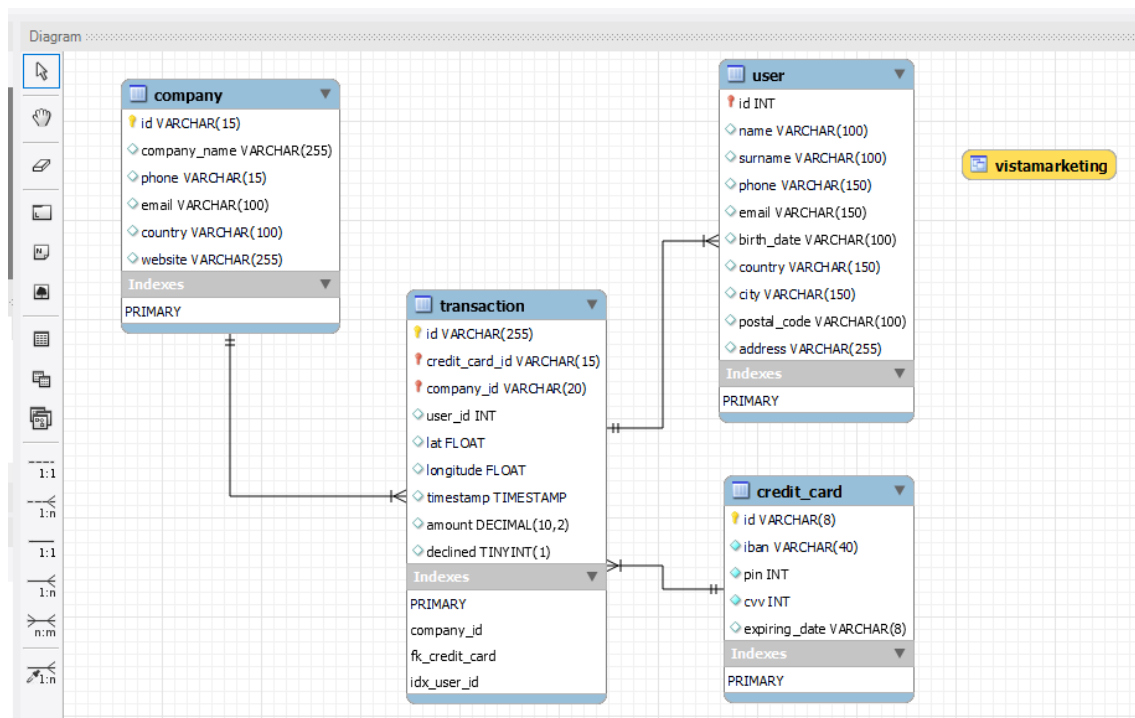 Diagram
company
id VARCHAR(15)
company_name VARCHAR(255)
phone VARCHAR(15)
email VARCHAR(100)
country VARCHAR(100)
website VARCHAR(255)
Indexes
PRIMARY
transaction
id VARCHAR(255)
credit_card_id VARCHAR(15)
company_id VARCHAR(20)
user_id INT
lat FLOAT
longitude FLOAT
timestamp TIMESTAMP
amount DECIMAL(10,2)
declined TINYINT(1)
Indexes
PRIMARY
company_id
fk_credit_card
idx_user_id
user
id INT
name VARCHAR(100)
surname VARCHAR(100)
phone VARCHAR(150)
email VARCHAR(150)
birth_date VARCHAR(100)
country VARCHAR(150)
city VARCHAR(150)
postal_code VARCHAR(100)
address VARCHAR(255)
Indexes
PRIMARY
vistamarketing
credit_card
id VARCHAR(8)
iban VARCHAR(40)
pin INT
cvv INT
expiring_date VARCHAR(8)
Indexes
PRIMARY
1:1
1:n
1:1
1:n
n:m
1:n